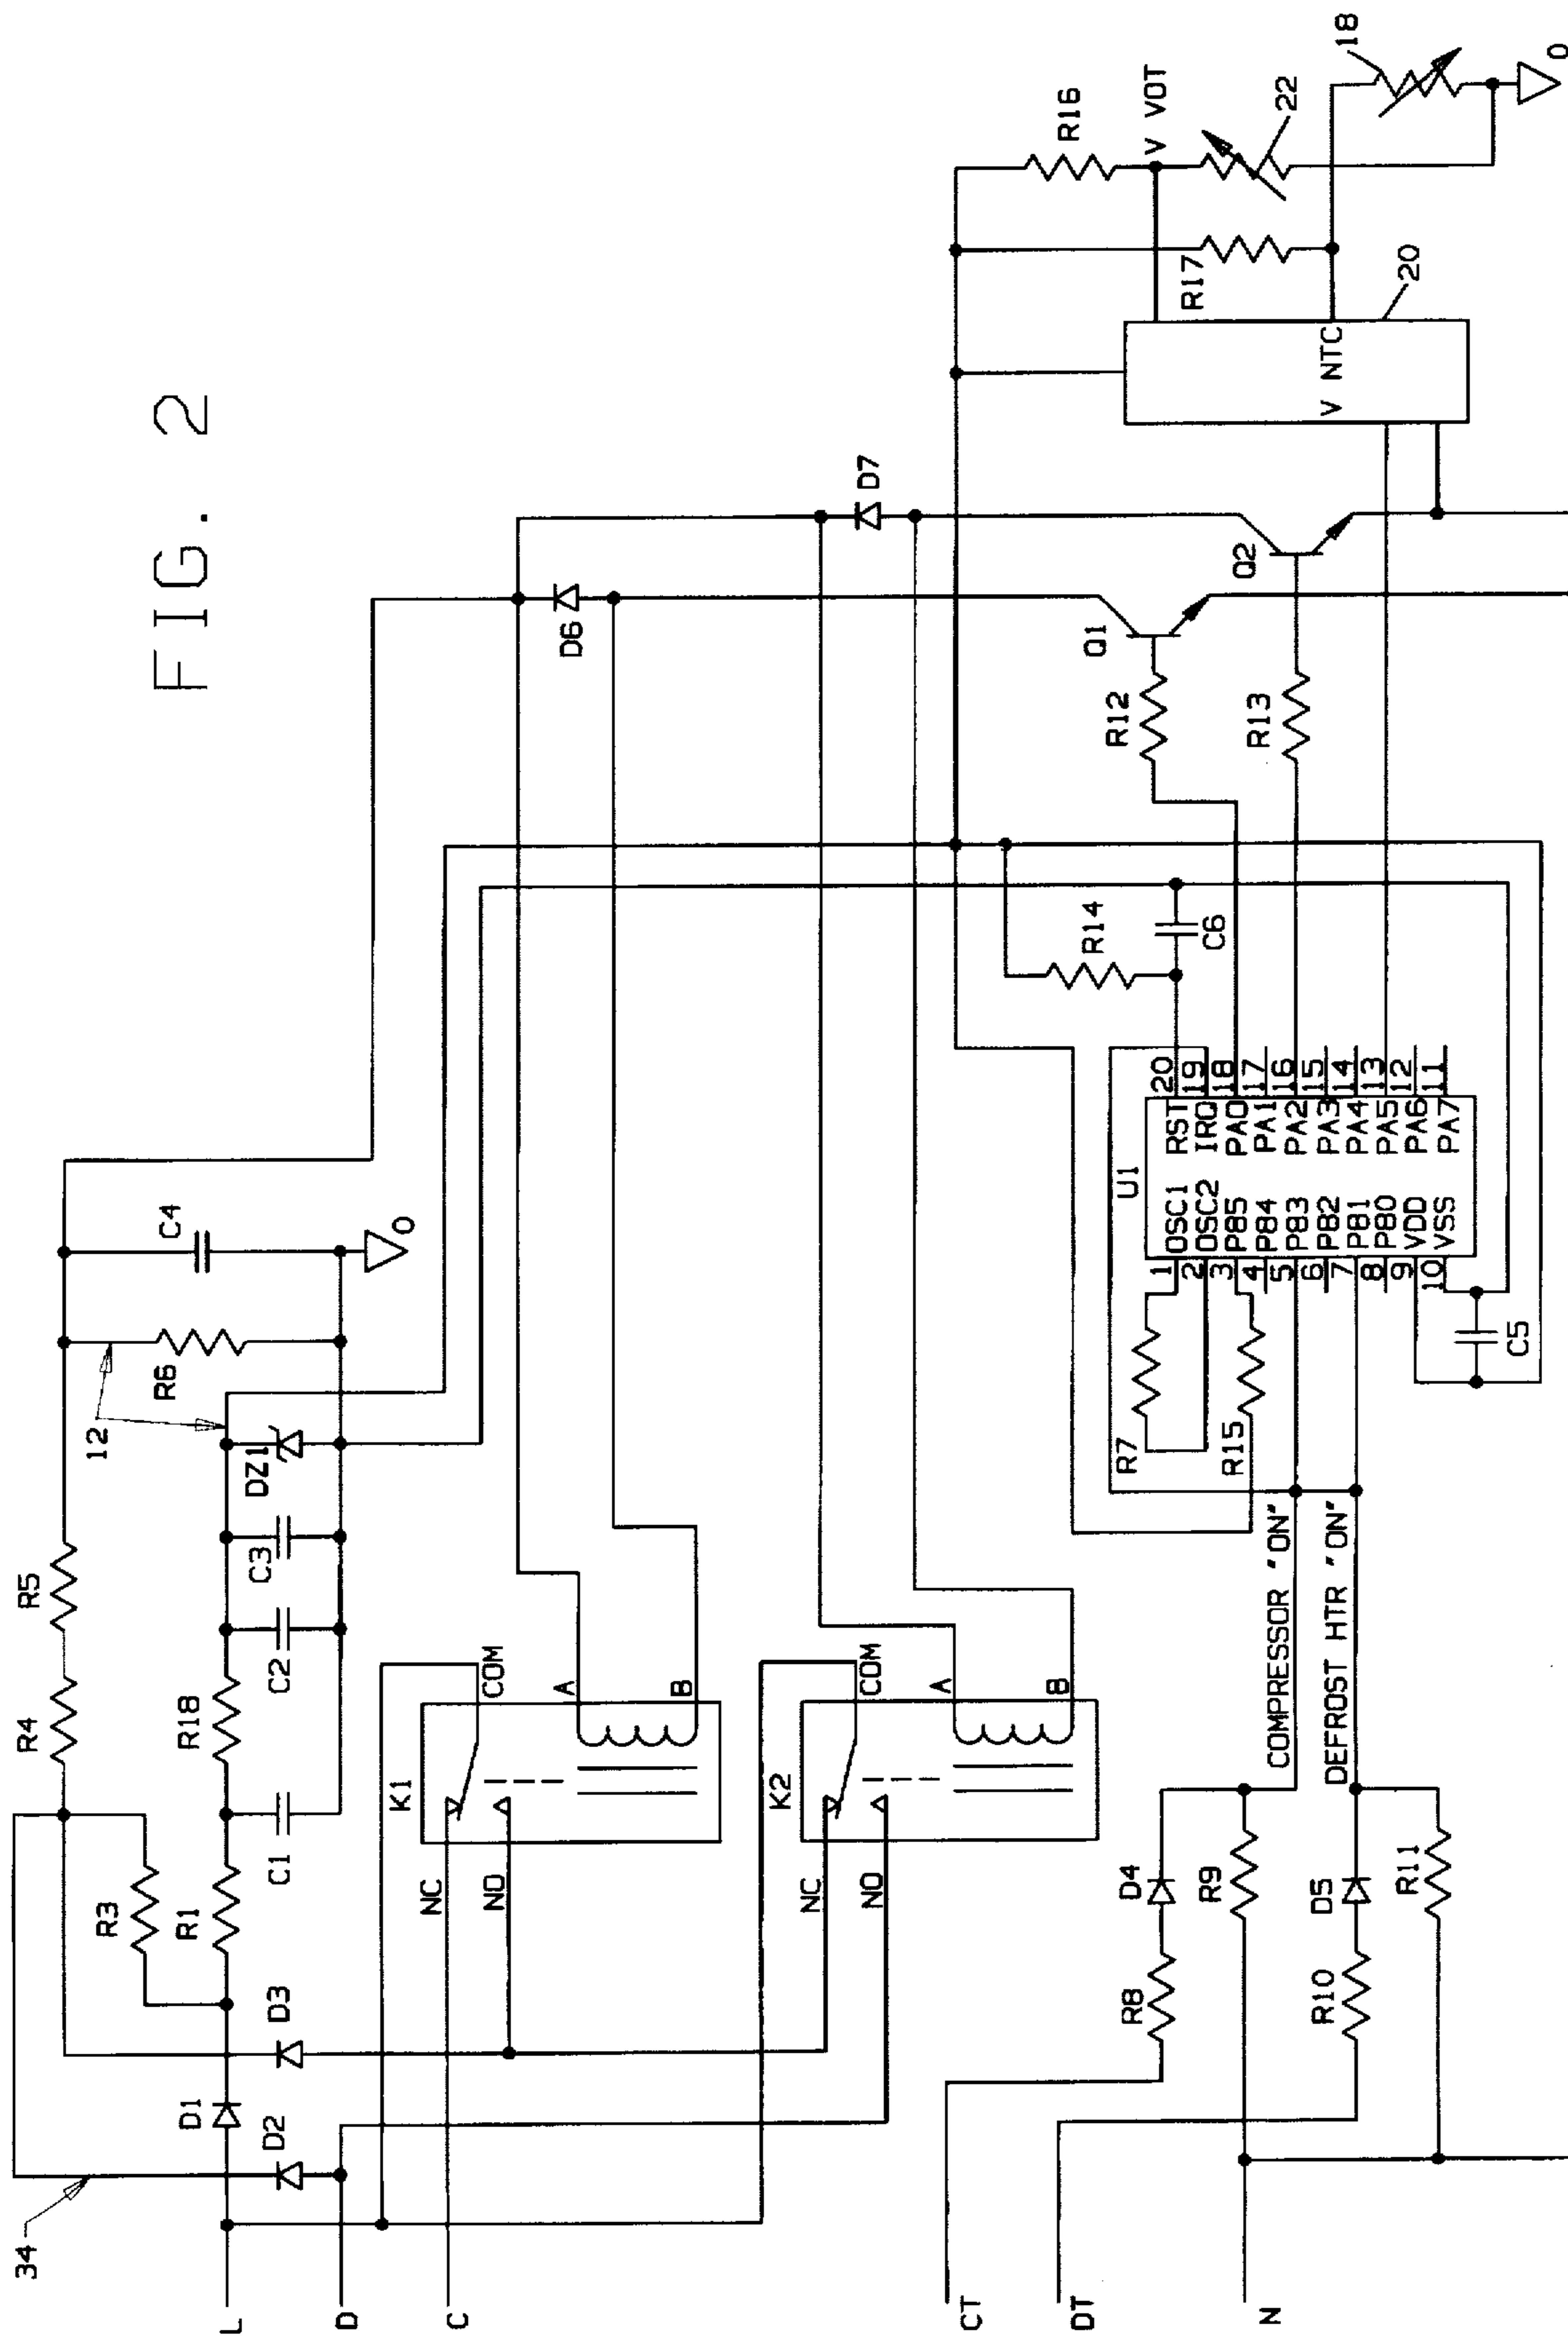 FIG. 2
34
L
D
C
CT
DT
N
D1
D2
D3
R3
R1
C1
R4
R5
R18
C2
C3
DZ1
12
R6
C4
0
K1
NC
NO
COM
A
B
K2
NC
NO
COM
A
B
D6
D7
R8
D4
R9
R10
D5
R11
COMPRESSOR "ON"
DEFROST HTR "ON"
R7
R15
C5
U1
1 OSC1 RST 20
2 OSC2 IRQ 19
3 PB5 PA0 18
4 PB4 PA1 17
5 PB3 PA2 16
6 PB2 PA3 15
7 PB1 PA4 14
8 PB0 PA5 13
9 VDD PA6 12
10 VSS PA7 11
R14
C6
R12
R13
Q1
Q2
V NTC
20
R17
R16
V VOT
22
18
0